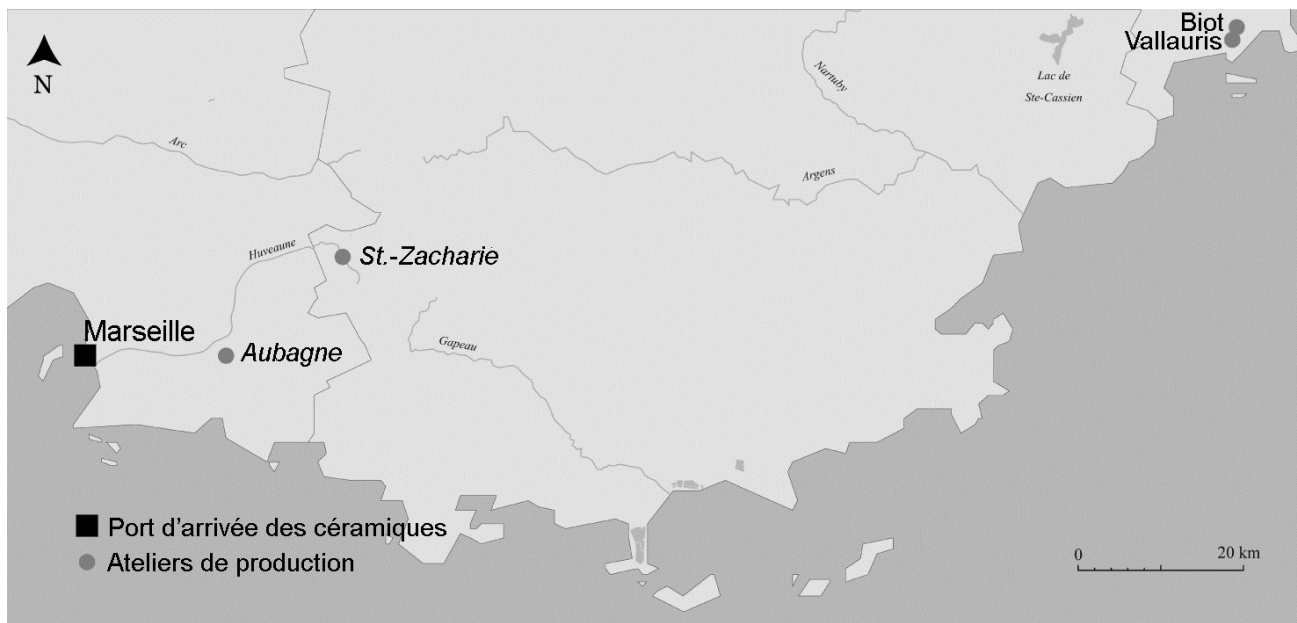 Biot
Vallauris
N
Nartuby
Lac de
Ste-Cassien
Arc
Argens
Huveaune
St.-Zacharie
Marseille
Aubagne
Gapeau
Port d'arrivée des céramiques
Ateliers de production
0 20 km